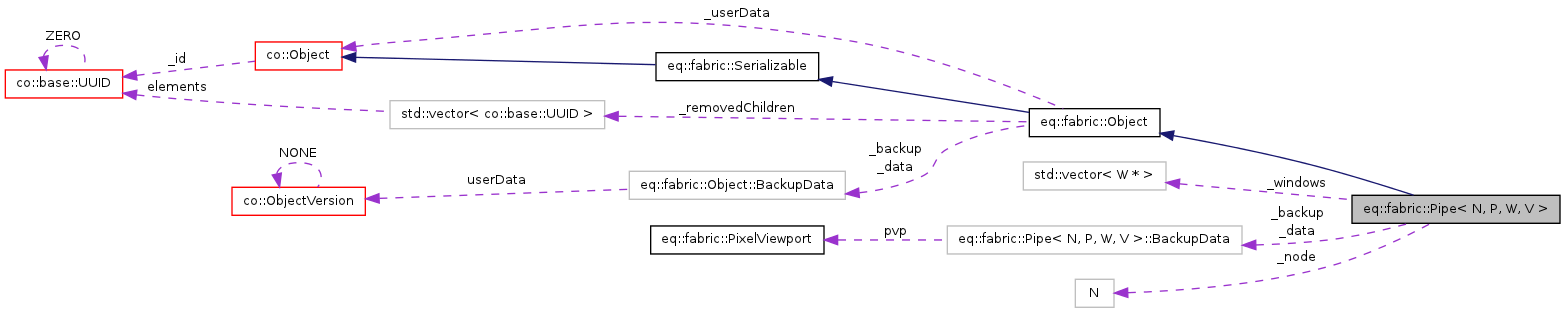 _userData
ZERO
co::Object
_id
eq::fabric::Serializable
co::base::UUID
elements
_removedChildren
std::vector< co::base::UUID >
eq::fabric::Object
_backup
_data
NONE
std::vector< W * >
userData
eq::fabric::Object::BackupData
_windows
co::ObjectVersion
eq::fabric::Pipe< N, P, W, V >
_backup
_data
pvp
eq::fabric::PixelViewport
eq::fabric::Pipe< N, P, W, V >::BackupData
_node
N